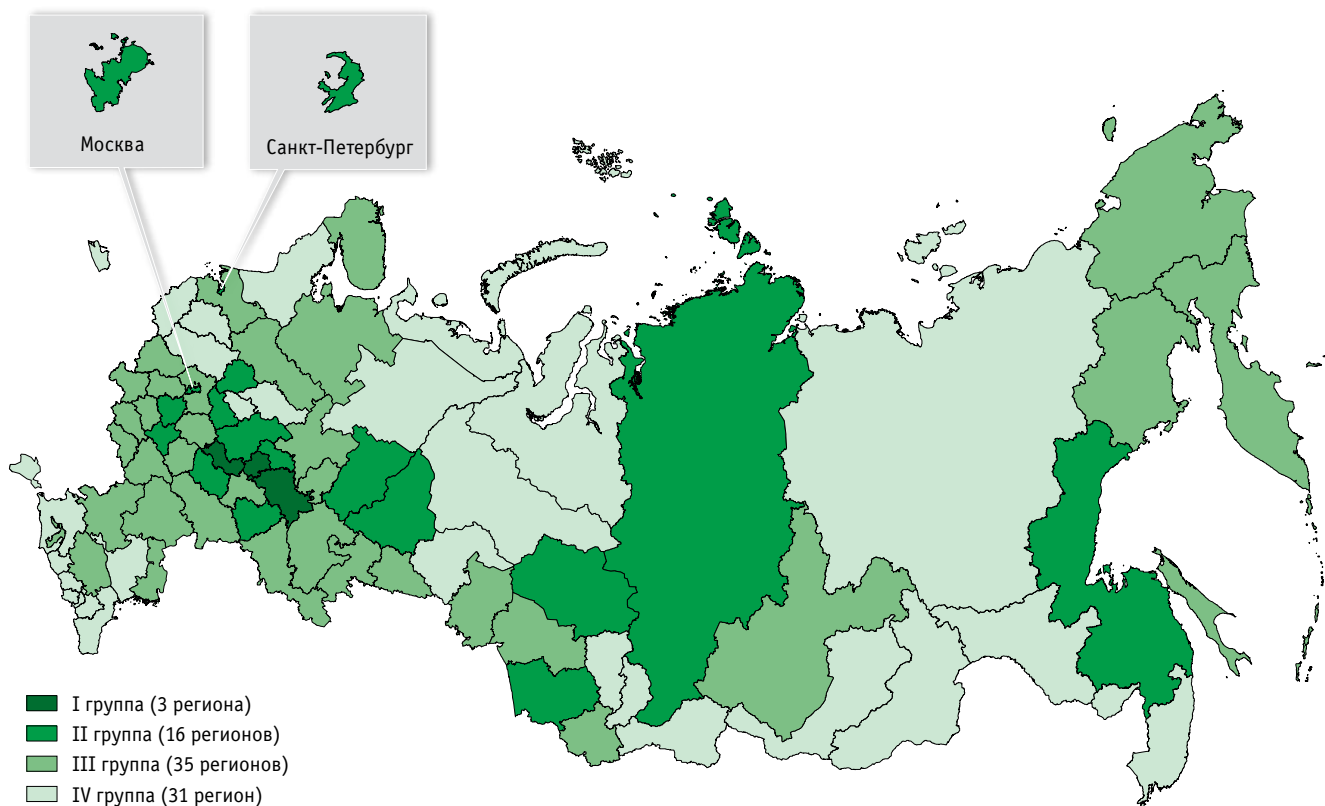 Москва
Санкт-Петербург
I группа (3 региона)
II группа (16 регионов)
III группа (35 регионов)
IV группа (31 регион)